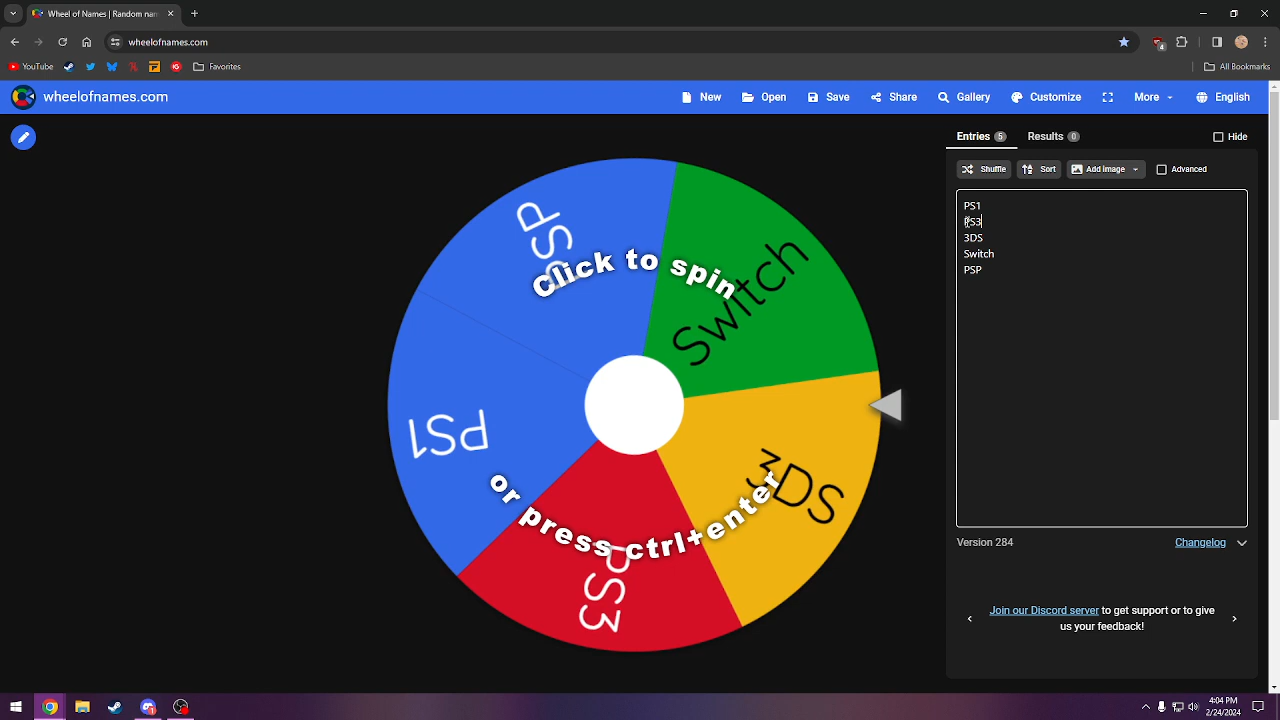 Wheel of Names | Random nam
wheelofnames.com
4
YouTube
Favorites
All Bookmarks
wheelofnames.com
New
Open
Save
Share
Gallery
Customize
More
English
Entries 5
Results 0
Hide
Shuffle
Sort
Add image
Advanced
PS1
PS3
3DS
Switch
PSP
PSP
Switch
Click to spin
PS1
3DS
or press ctrl+enter
PS3
Version 284
Changelog
Join our Discord server to get support or to give
us your feedback!
4:04 PM
2/24/2024